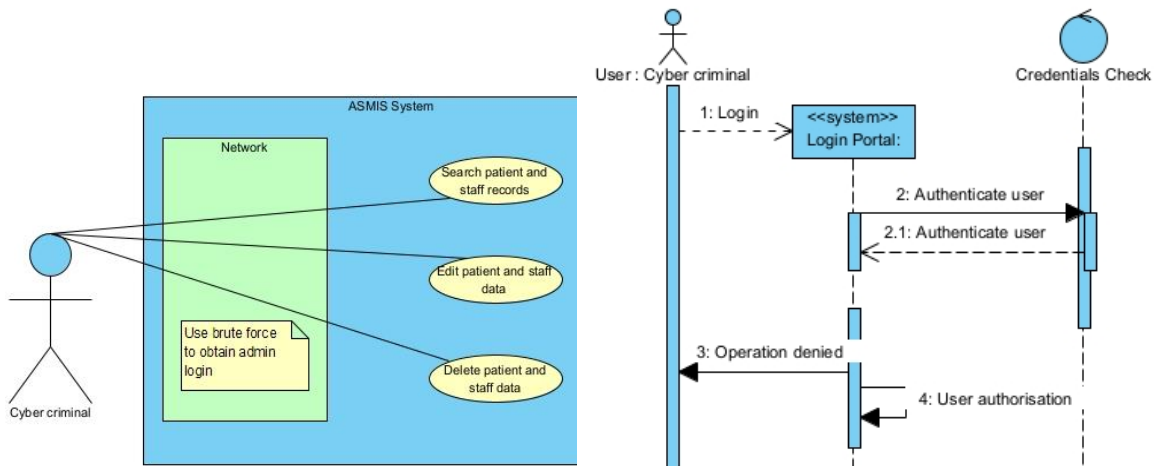 ASMIS System
Network
Search patient and
staff records
Edit patient and staff
data
Use brute force
to obtain admin
login
Delete patient and
staff data
Cyber criminal
User : Cyber criminal
Credentials Check
1: Login
<<system>>
Login Portal:
2: Authenticate user
2.1: Authenticate user
3: Operation denied
4: User authorisation